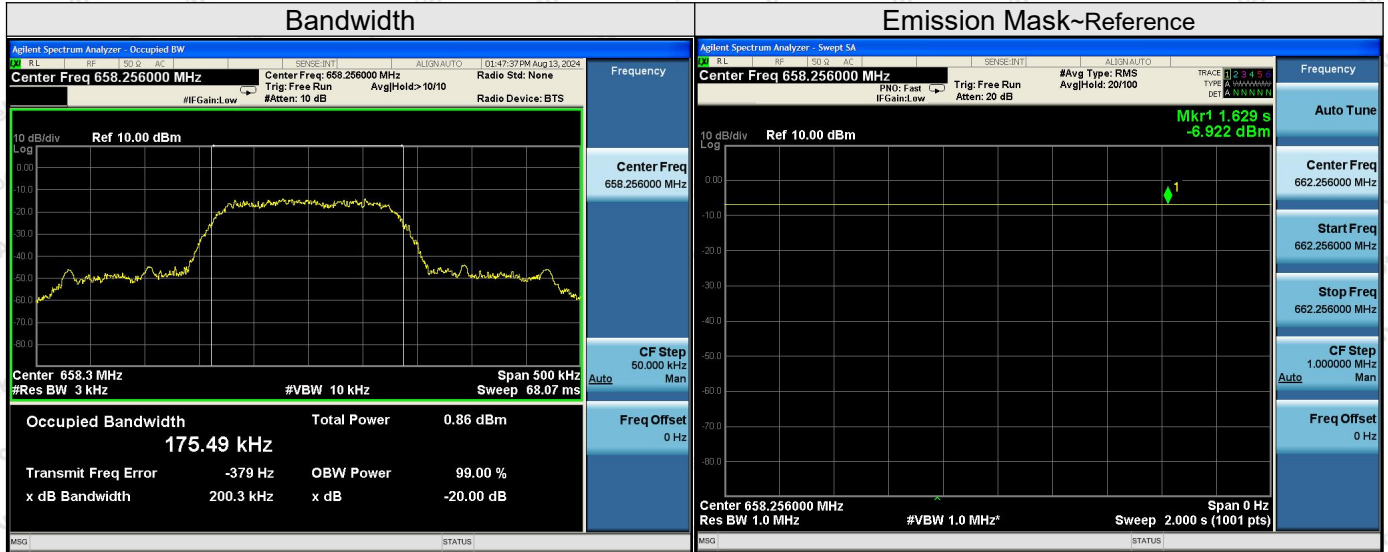 Bandwidth
Agilent Spectrum Analyzer - Occupied BW
RL RF 50 Ω AC SENSE:INT ALIGNAUTO 01:47:37 PM Aug 13, 2024
Center Freq 658.256000 MHz
Center Freq: 658.256000 MHz
Radio Std: None
Trig: Free Run
Avg|Hold:>10/10
#IFGain:Low
#Atten: 10 dB
Radio Device: BTS
10 dB/div
Ref 10.00 dBm
Log
0.00
-10.0
-20.0
-30.0
-40.0
-50.0
-60.0
-70.0
-80.0
Center 658.3 MHz
Span 500 kHz
#Res BW 3 kHz
#VBW 10 kHz
Sweep 68.07 ms
Occupied Bandwidth
Total Power
0.86 dBm
175.49 kHz
Transmit Freq Error
-379 Hz
OBW Power
99.00 %
x dB Bandwidth
200.3 kHz
x dB
-20.00 dB
MSG
STATUS
Frequency
Center Freq
658.256000 MHz
CF Step
50.000 kHz
Auto Man
Freq Offset
0 Hz
Emission Mask~Reference
Agilent Spectrum Analyzer - Swept SA
RL RF 50 Ω AC SENSE:INT ALIGNAUTO
Center Freq 658.256000 MHz
PNO: Fast
IFGain:Low
Trig: Free Run
Atten: 20 dB
#Avg Type: RMS
Avg|Hold: 20/100
TRACE 1 2 3 4 5 6
TYPE A WWWWW
DET A N N N N N
Mkr1 1.629 s
-6.922 dBm
10 dB/div
Ref 10.00 dBm
Log
0.00
1
-10.0
-20.0
-30.0
-40.0
-50.0
-60.0
-70.0
-80.0
Center 658.256000 MHz
Span 0 Hz
Res BW 1.0 MHz
#VBW 1.0 MHz*
Sweep 2.000 s (1001 pts)
MSG
STATUS
Frequency
Auto Tune
Center Freq
662.256000 MHz
Start Freq
662.256000 MHz
Stop Freq
662.256000 MHz
CF Step
1.000000 MHz
Auto Man
Freq Offset
0 Hz